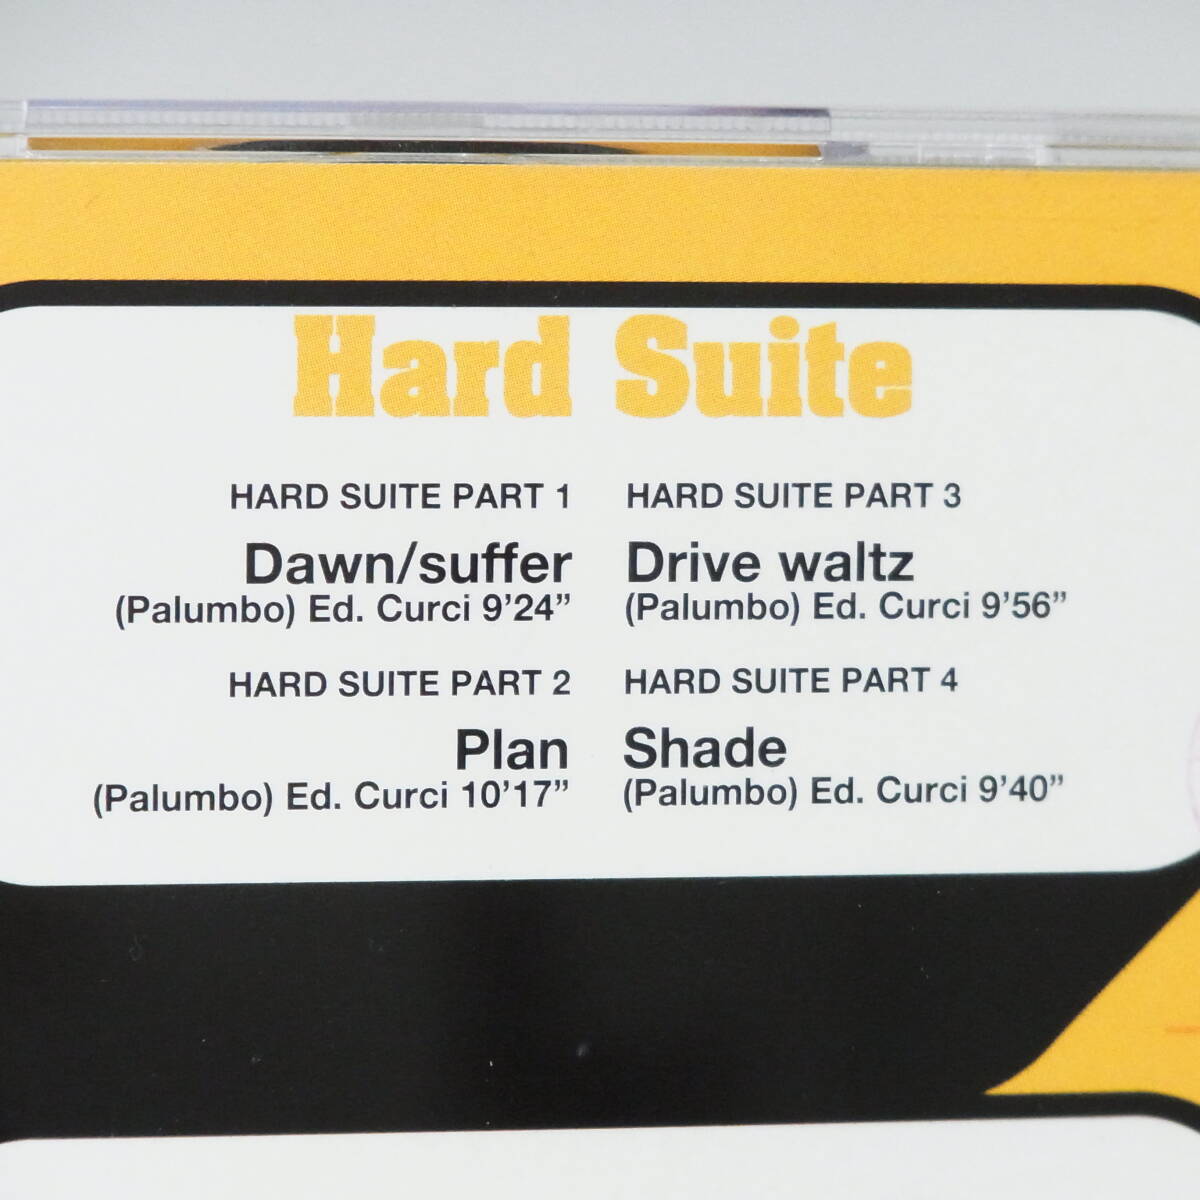 Hard Suite
HARD SUITE PART 1
Dawn/suffer
(Palumbo) Ed. Curci 9’24”
HARD SUITE PART 2
Plan
(Palumbo) Ed. Curci 10’17”
HARD SUITE PART 3
Drive waltz
(Palumbo) Ed. Curci 9’56”
HARD SUITE PART 4
Shade
(Palumbo) Ed. Curci 9’40”